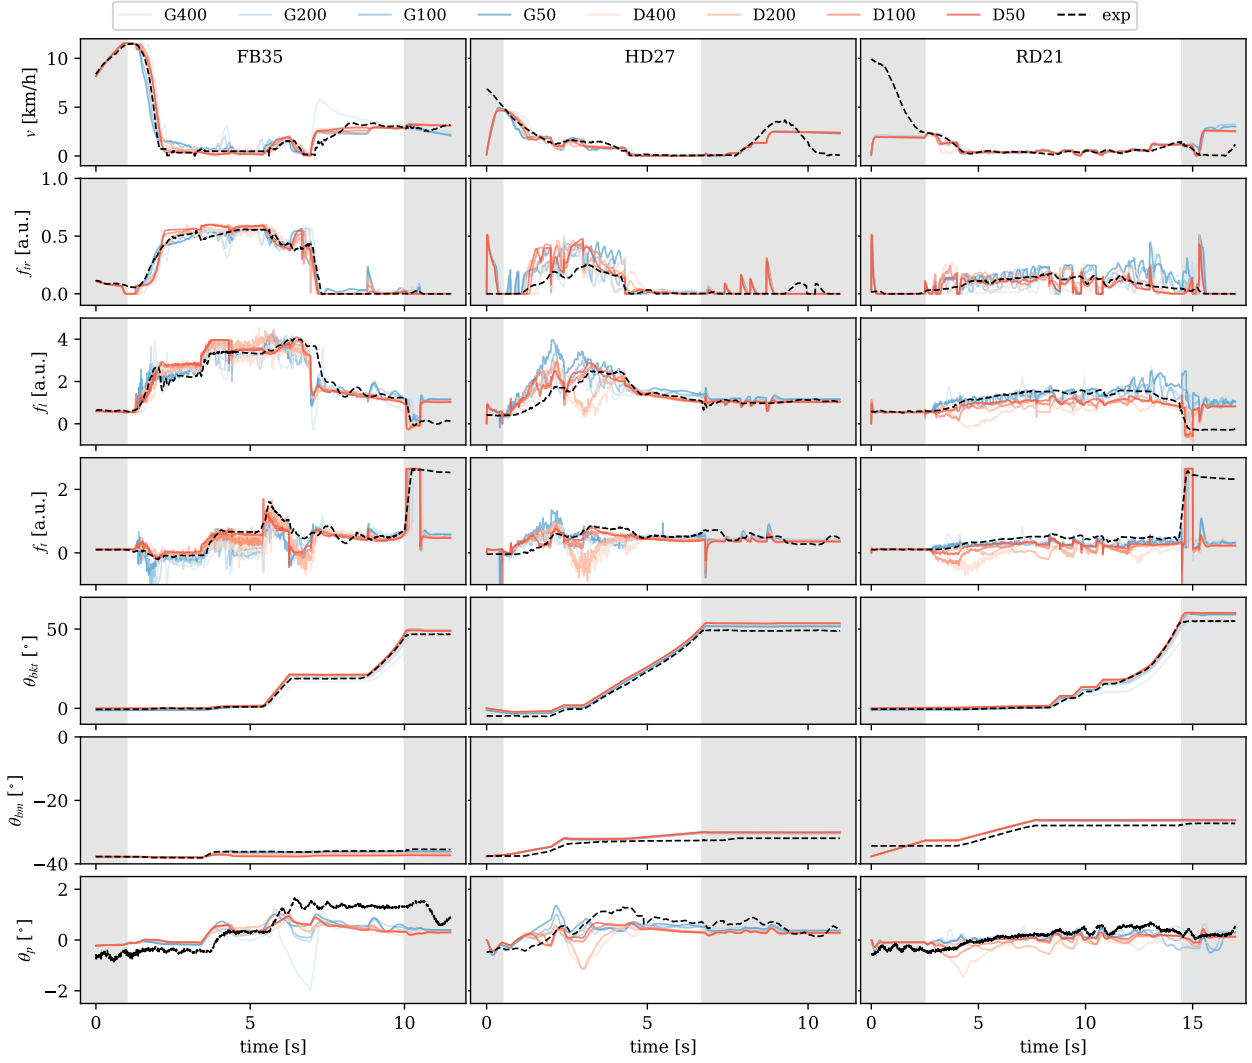 G400 G200 G100 G50 D400 D200 D100 D50 exp
FB35 HD27 RD21
v [km/h]
10
5
0
f_tr [a.u.]
1.0
0.5
0.0
f_l [a.u.]
4
2
0
f_t [a.u.]
2
0
θ_bkt [°]
50
0
θ_bm [°]
0
−20
−40
θ_p [°]
2
0
−2
0 5 10 0 5 10 0 5 10 15
time [s] time [s] time [s]